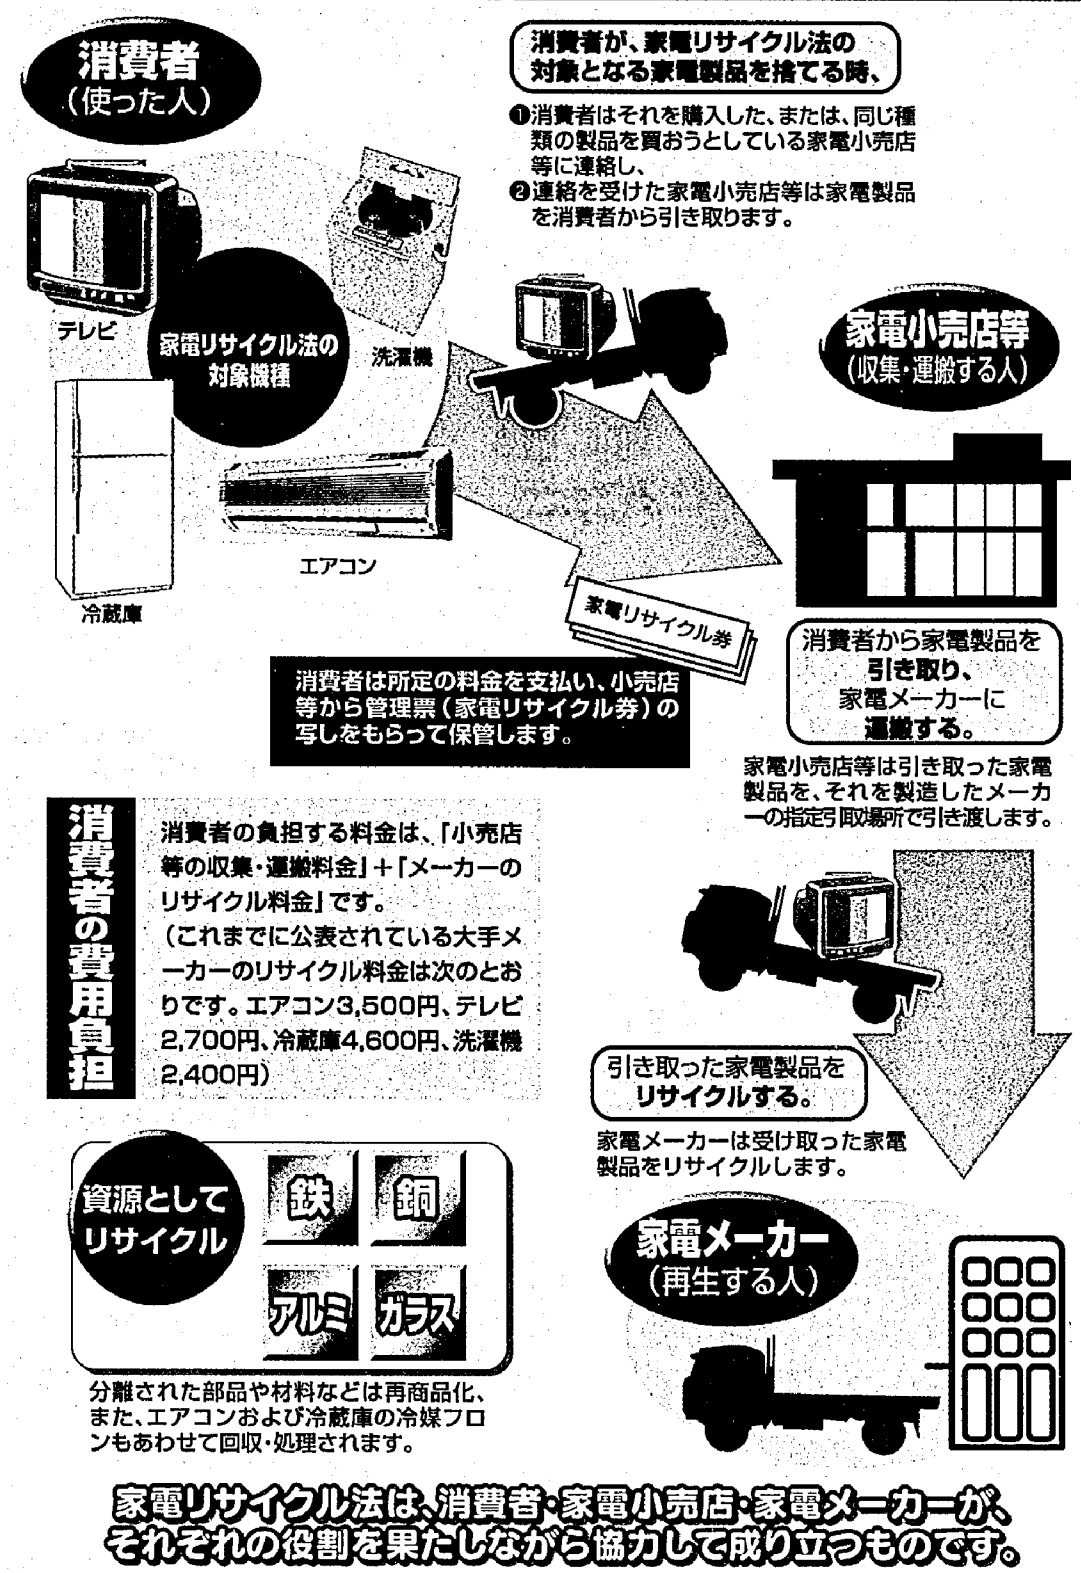 消費者
(使った人)
消費者が、家電リサイクル法の
対象となる家電製品を捨てる時、
❶消費者はそれを購入した、または、同じ種
類の製品を買おうとしている家電小売店
等に連絡し、
❷連絡を受けた家電小売店等は家電製品
を消費者から引き取ります。
テレビ
洗濯機
家電リサイクル法の
対象機種
冷蔵庫
エアコン
家電小売店等
(収集・運搬する人)
家電リサイクル券
消費者は所定の料金を支払い、小売店
等から管理票(家電リサイクル券)の
写しをもらって保管します。
消費者から家電製品を
引き取り、
家電メーカーに
運搬する。
家電小売店等は引き取った家電
製品を、それを製造したメーカ
ーの指定引取場所で引き渡します。
消費者の費用負担
消費者の負担する料金は、「小売店
等の収集・運搬料金」+「メーカーの
リサイクル料金」です。
(これまでに公表されている大手メ
ーカーのリサイクル料金は次のとお
りです。エアコン3,500円、テレビ
2,700円、冷蔵庫4,600円、洗濯機
2,400円)
引き取った家電製品を
リサイクルする。
家電メーカーは受け取った家電
製品をリサイクルします。
家電メーカー
(再生する人)
資源として
リサイクル
鉄
銅
アルミ
ガラス
分離された部品や材料などは再商品化、
また、エアコンおよび冷蔵庫の冷媒フロ
ンもあわせて回収・処理されます。
家電リサイクル法は、消費者・家電小売店・家電メーカーが、
それぞれの役割を果たしながら協力して成り立つものです。